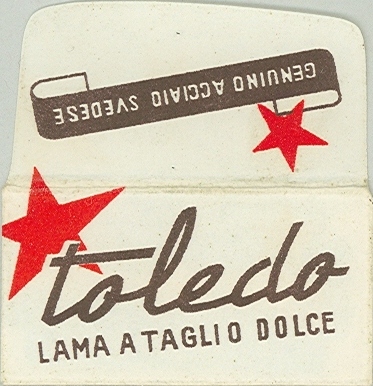 GENUINO ACCIAIO SVEDESE
toledo
LAMA A TAGLIO DOLCE